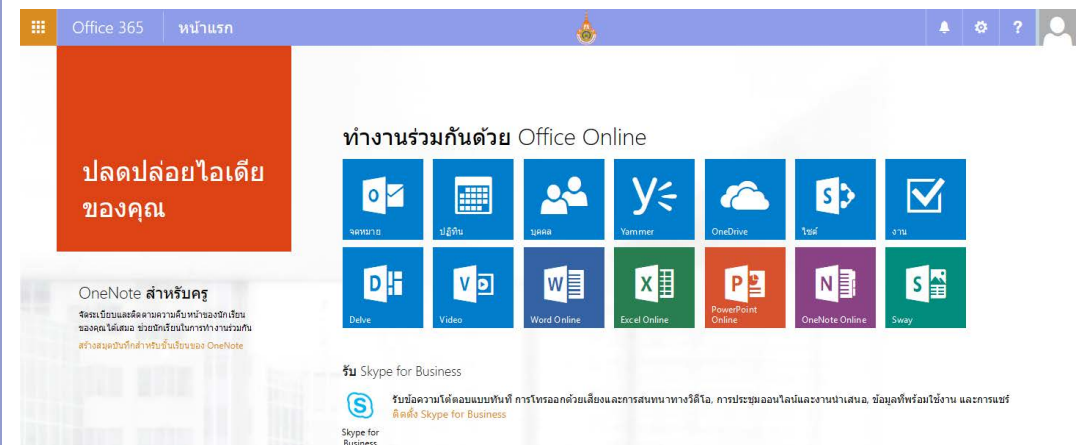 Office 365 หน้าแรก ?
ปลดปล่อยไอเดีย
ของคุณ
ทำงานร่วมกันด้วย Office Online
จดหมาย ปฏิทิน บุคคล Yammer OneDrive ไซต์ งาน
Delve Video Word Online Excel Online PowerPoint Online OneNote Online Sway
OneNote สำหรับครู
จัดระเบียบและติดตามความคืบหน้าของนักเรียน
ของคุณได้เสมอ ช่วยนักเรียนในการทำงานร่วมกัน
สร้างสมุดบันทึกสำหรับชั้นเรียนของ OneNote
รับ Skype for Business
รับข้อความโต้ตอบแบบทันที การโทรออกด้วยเสียงและการสนทนาทางวิดีโอ, การประชุมออนไลน์และงานนำเสนอ, ข้อมูลที่พร้อมใช้งาน และการแชร์
ติดตั้ง Skype for Business
Skype for
Business